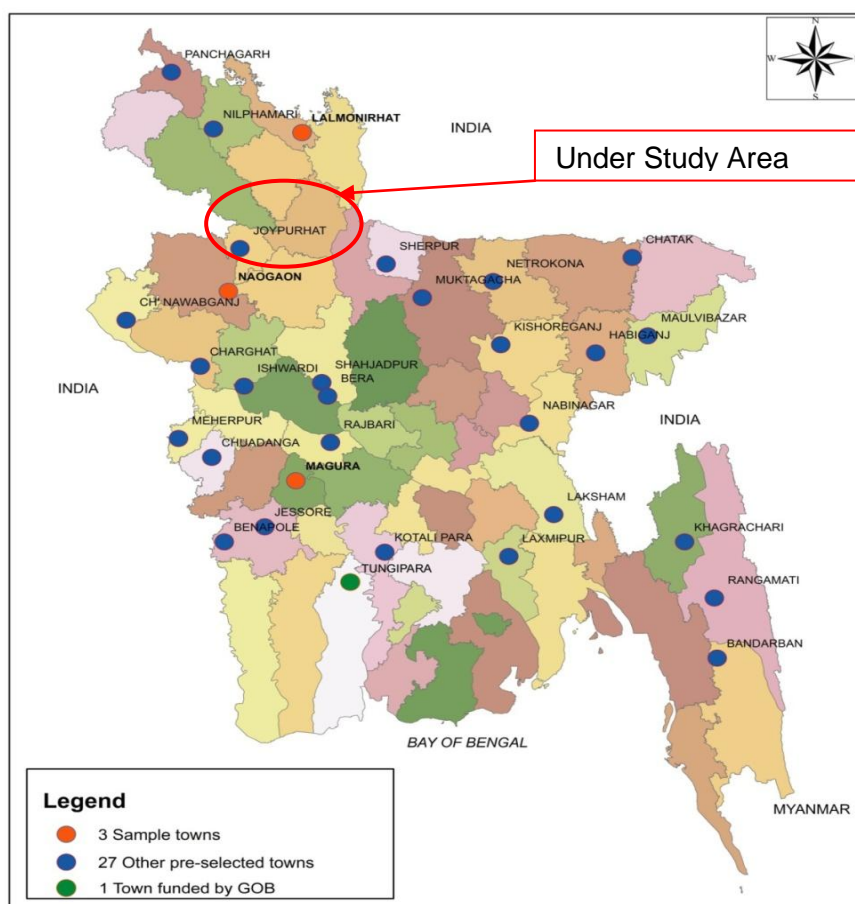 N
W
E
S
PANCHAGARH
NILPHAMARI
LALMONIRHAT
INDIA
Under Study Area
JOYPURHAT
SHERPUR
CHATAK
NETROKONA
NAOGAON
MUKTAGACHA
CH' NAWABGANJ
MAULVIBAZAR
KISHOREGANJ
HABIGANJ
CHARGHAT
SHAHJADPUR
ISHWARDI
BERA
INDIA
NABINAGAR
MEHERPUR
RAJBARI
INDIA
CHUADANGA
MAGURA
LAKSHAM
JESSORE
BENAPOLE
KHAGRACHARI
KOTALI PARA
LAXMIPUR
TUNGIPARA
RANGAMATI
BANDARBAN
BAY OF BENGAL
MYANMAR
Legend
3 Sample towns
27 Other pre-selected towns
1 Town funded by GOB